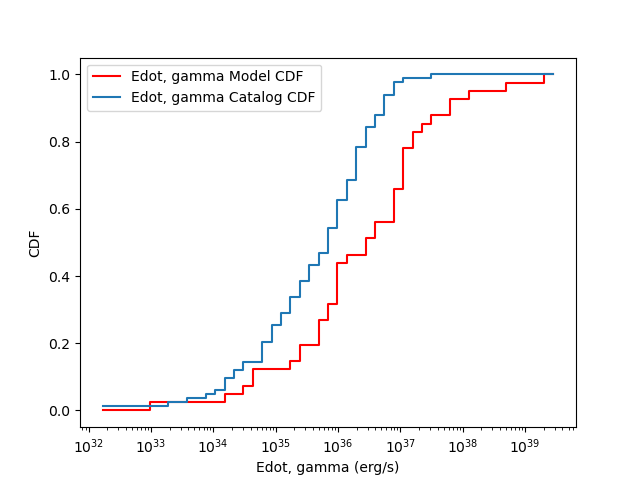 Edot, gamma Model CDF
Edot, gamma Catalog CDF
CDF
1.0
0.8
0.6
0.4
0.2
0.0
10^32 10^33 10^34 10^35 10^36 10^37 10^38 10^39
Edot, gamma (erg/s)